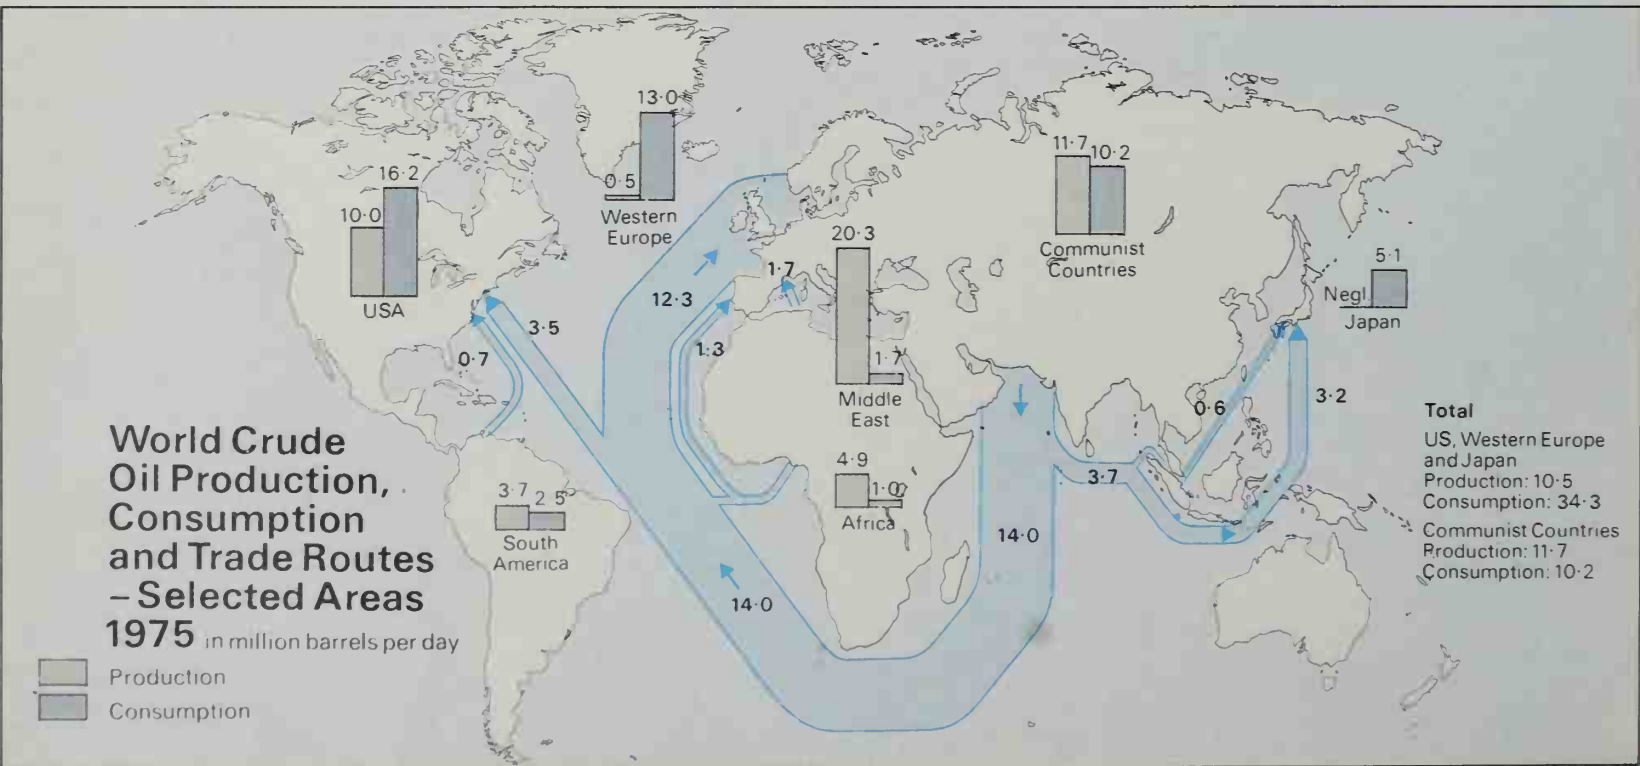 World Crude
Oil Production,
Consumption
and Trade Routes
– Selected Areas
1975 in million barrels per day
Production
Consumption
10·0
16·2
USA
0·5
13·0
Western
Europe
20·3
1·7
Middle
East
4·9
1·0
Africa
3·7
2·5
South
America
11·7
10·2
Communist
Countries
Negl.
5·1
Japan
3·5
0·7
12·3
1·7
1·3
14·0
14·0
3·7
0·6
3·2
Total
US, Western Europe
and Japan
Production: 10·5
Consumption: 34·3
Communist Countries
Production: 11·7
Consumption: 10·2